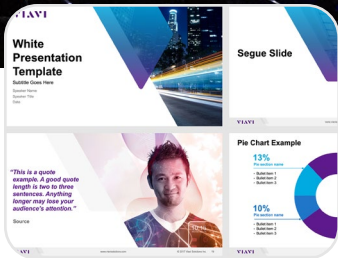 VIAVI
White
Presentation
Template
Subtitle Goes Here
Speaker Name
Speaker Title
Date
Segue Slide
VIAVI
"This is a quote
example. A good quote
length is two to three
sentences. Anything
longer may lose your
audience's attention."
Source
VIAVI
Pie Chart Example
13%
Pie section name
- Bullet item 1
- Bullet item 2
- Bullet item 3
10%
Pie section name
- Bullet item 1
- Bullet item 2
- Bullet item 3
VIAVI